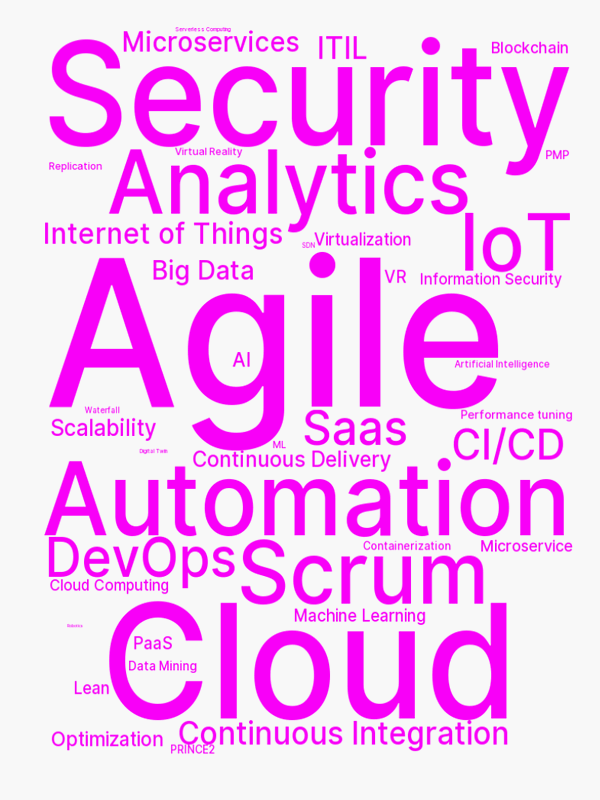 Serverless Computing
Microservices
ITIL
Blockchain
Security
Virtual Reality
PMP
Replication
Analytics
IoT
Internet of Things
SDN
Virtualization
Big Data
VR
Information Security
Agile
AI
Artificial Intelligence
Waterfall
Performance tuning
Scalability
Saas
CI/CD
ML
Digital Twin
Continuous Delivery
Automation
DevOps
Scrum
Containerization
Microservice
Cloud Computing
Machine Learning
Robotics
Cloud
PaaS
Data Mining
Lean
Continuous Integration
Optimization
PRINCE2